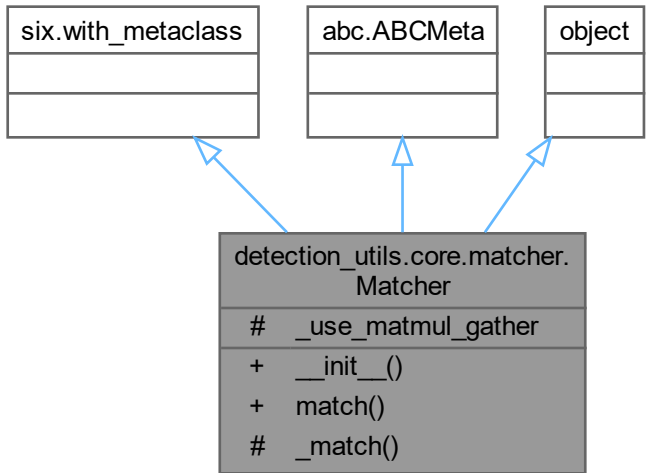 six.with_metaclass
abc.ABCMeta
object
detection_utils.core.matcher.
Matcher
# _use_matmul_gather
+ __init__()
+ match()
# _match()